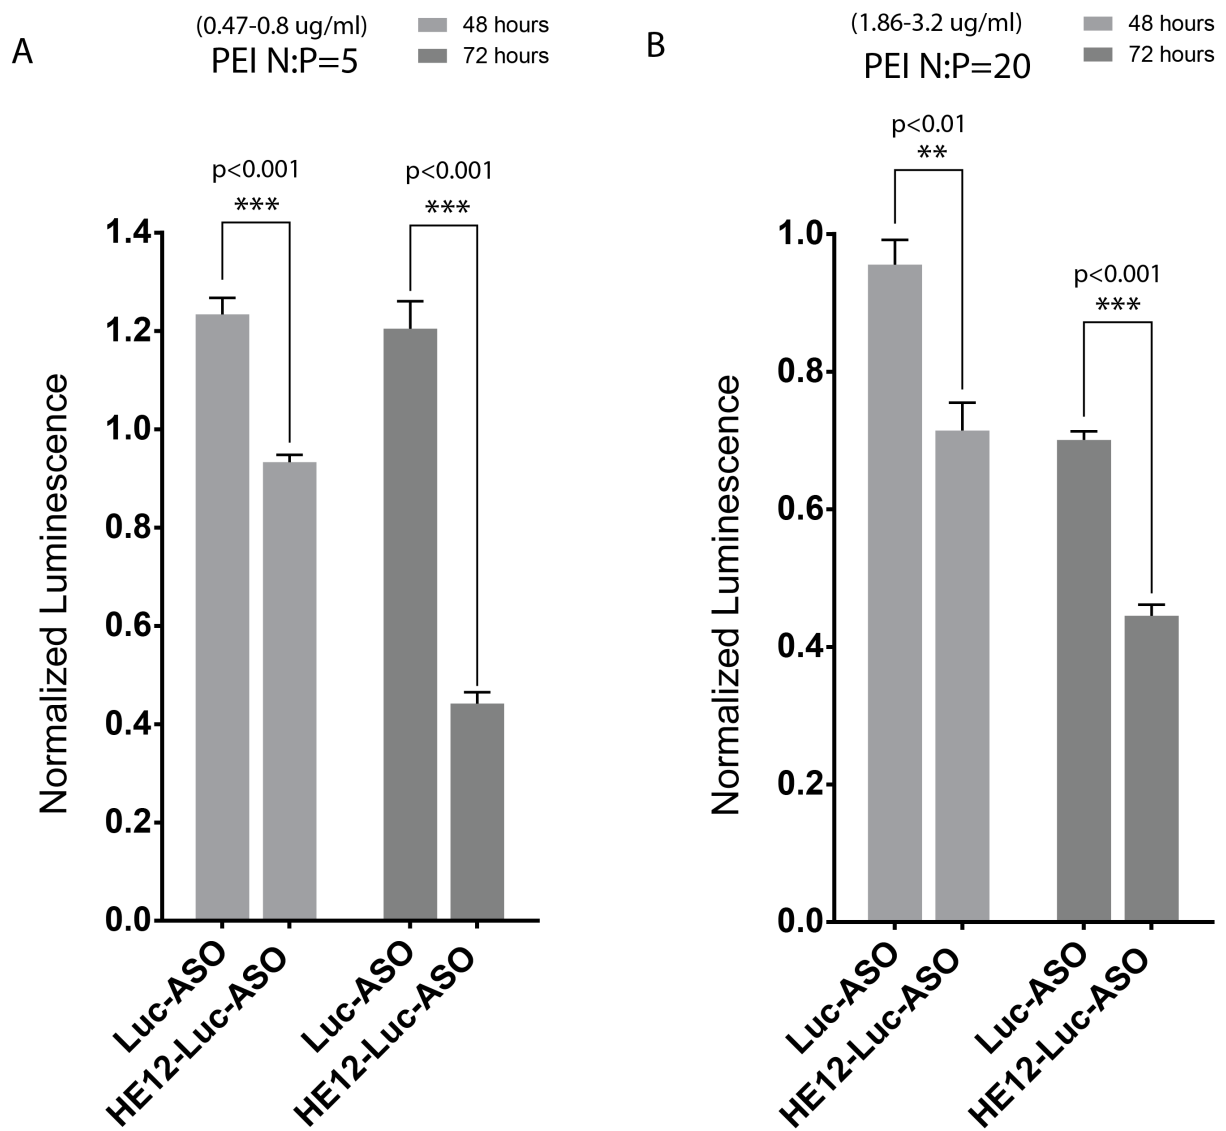 A
(0.47-0.8 ug/ml)
PEI N:P=5
48 hours
72 hours
p<0.001
***
p<0.001
***
Normalized Luminescence
1.4
1.2
1.0
0.8
0.6
0.4
0.2
0.0
Luc-ASO
HE12-Luc-ASO
Luc-ASO
HE12-Luc-ASO
B
(1.86-3.2 ug/ml)
PEI N:P=20
48 hours
72 hours
p<0.01
**
p<0.001
***
Normalized Luminescence
1.0
0.8
0.6
0.4
0.2
0.0
Luc-ASO
HE12-Luc-ASO
Luc-ASO
HE12-Luc-ASO